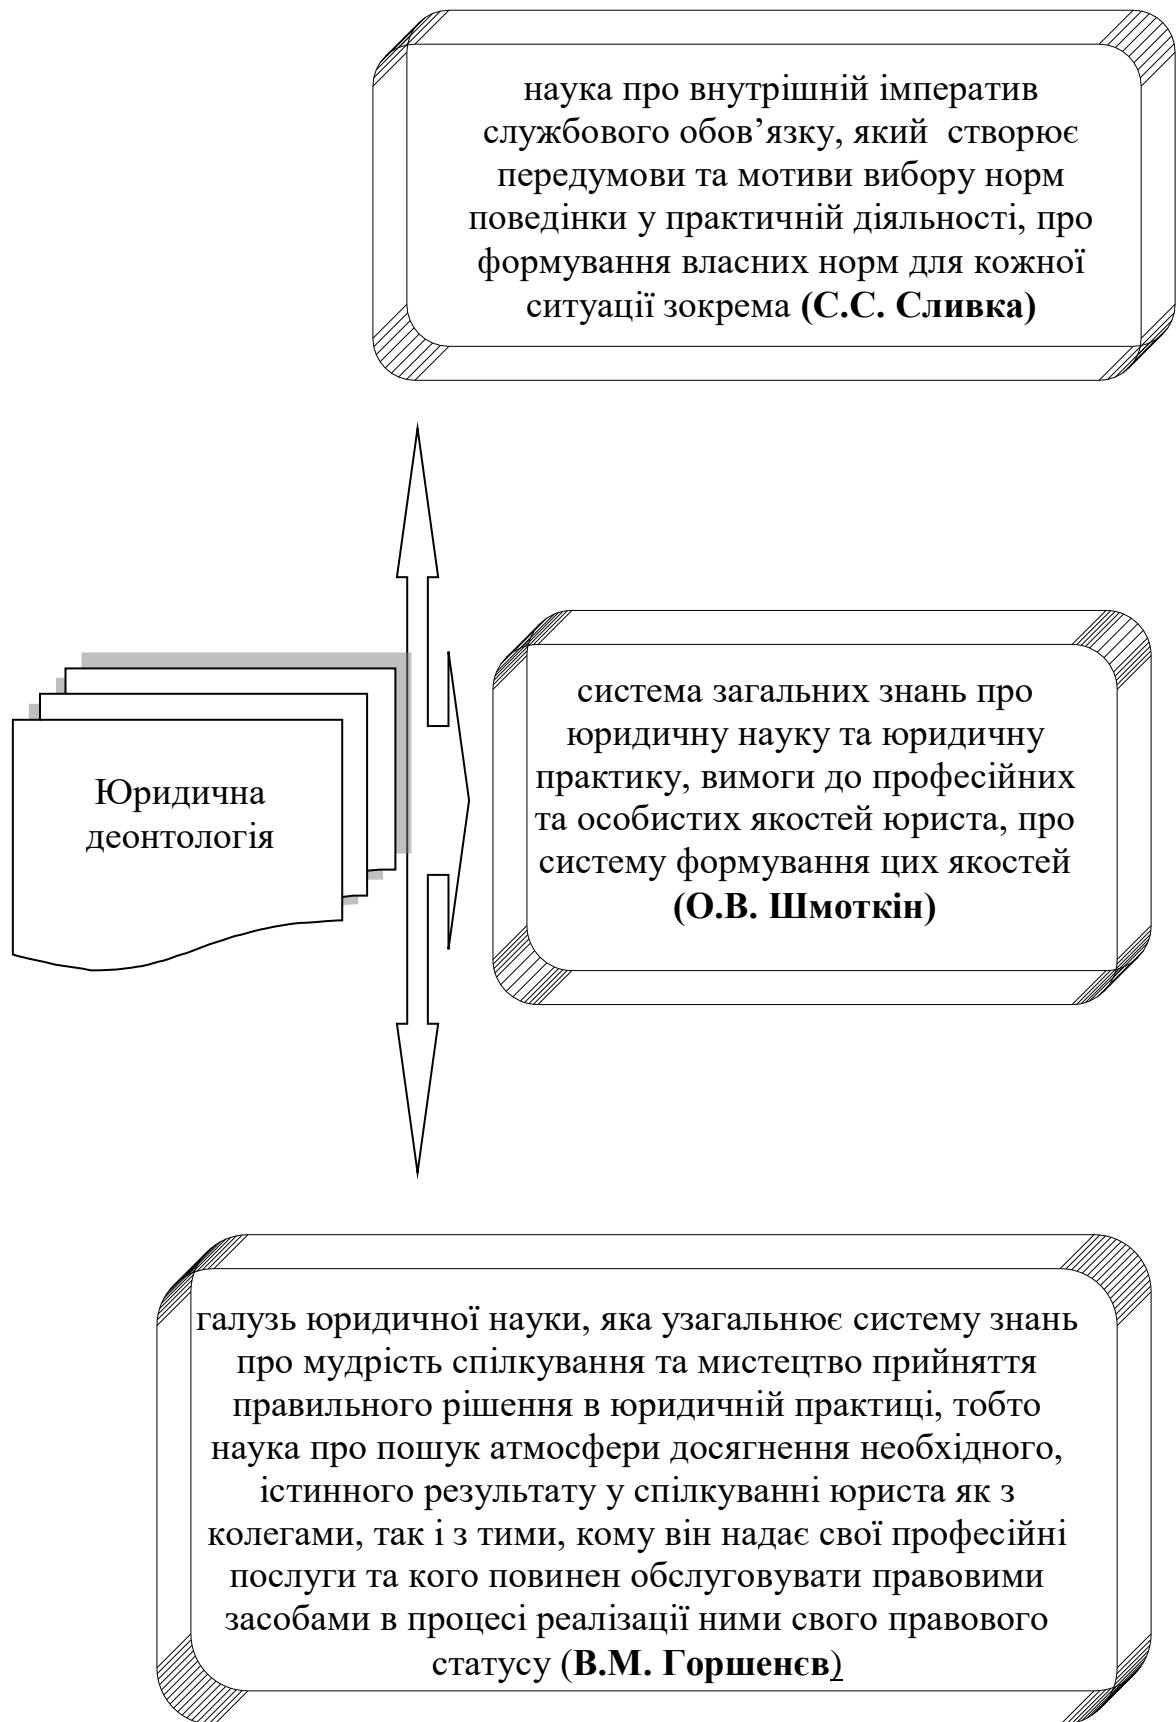 наука про внутрішній імператив
службового обов’язку, який  створює
передумови та мотиви вибору норм
поведінки у практичній діяльності, про
формування власних норм для кожної
ситуації зокрема (С.С. Сливка)
Юридична
деонтологія
система загальних знань про
юридичну науку та юридичну
практику, вимоги до професійних
та особистих якостей юриста, про
систему формування цих якостей
(О.В. Шмоткін)
галузь юридичної науки, яка узагальнює систему знань
про мудрість спілкування та мистецтво прийняття
правильного рішення в юридичній практиці, тобто
наука про пошук атмосфери досягнення необхідного,
істинного результату у спілкуванні юриста як з
колегами, так і з тими, кому він надає свої професійні
послуги та кого повинен обслуговувати правовими
засобами в процесі реалізації ними свого правового
статусу (В.М. Горшенєв)